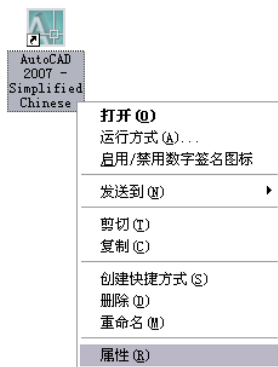 AutoCAD
2007 -
Simplified
Chinese
打开(O)
运行方式(A)...
启用/禁用数字签名图标
发送到(N)
剪切(T)
复制(C)
创建快捷方式(S)
删除(D)
重命名(M)
属性(R)